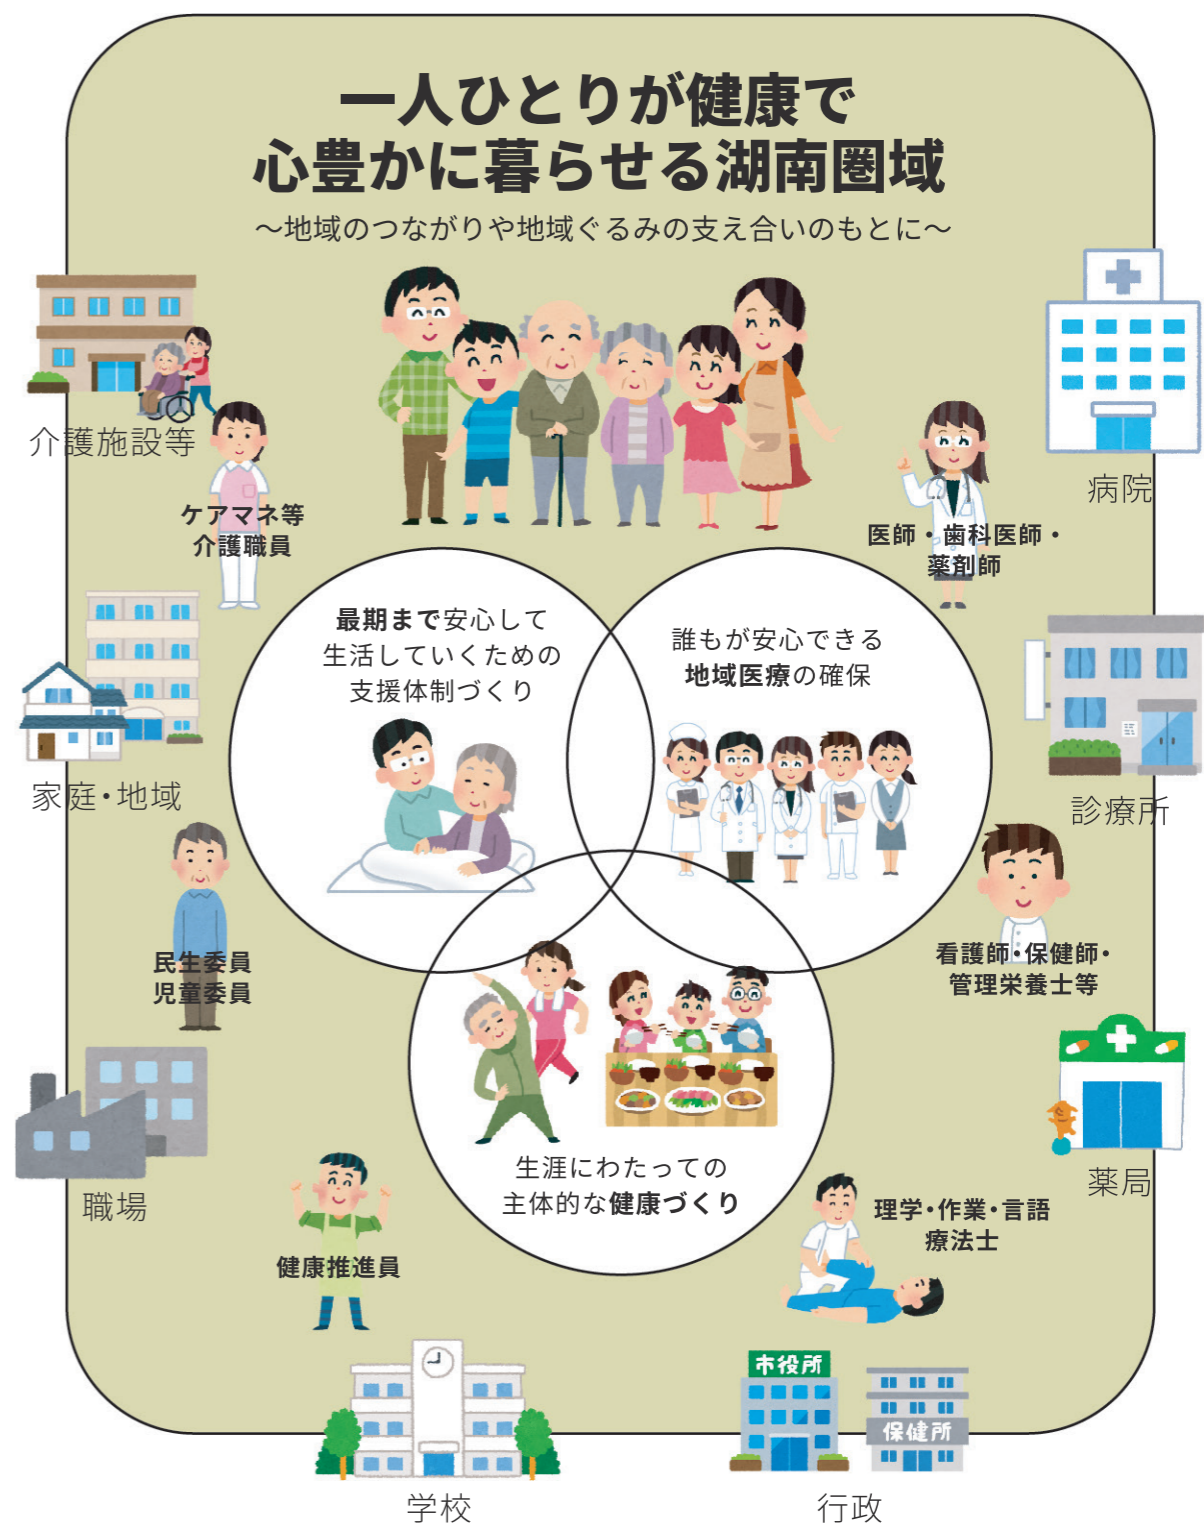 一人ひとりが健康で
心豊かに暮らせる湖南圏域
～地域のつながりや地域ぐるみの支え合いのもとに～
介護施設等
病院
ケアマネ等
介護職員
医師・歯科医師・
薬剤師
最期まで安心して
生活していくための
支援体制づくり
誰もが安心できる
地域医療の確保
家庭・地域
診療所
民生委員
児童委員
看護師・保健師・
管理栄養士等
職場
薬局
生涯にわたっての
主体的な健康づくり
健康推進員
理学・作業・言語
療法士
市役所
保健所
学校
行政